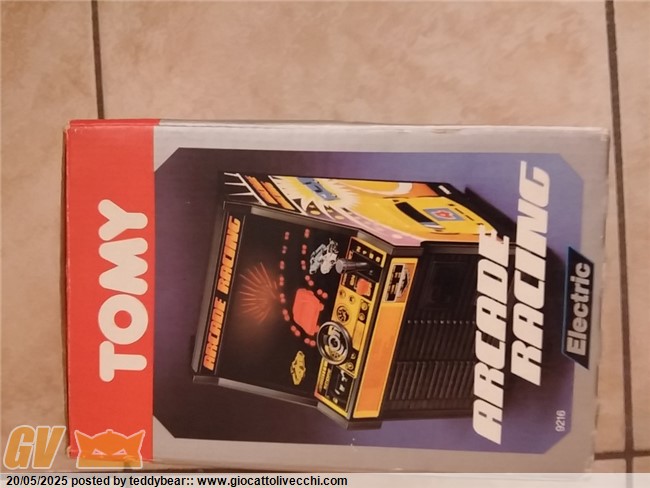 TOMY
ARCADE RACING
ARCADE
RACING
Electric
9216
GV
20/05/2025 posted by teddybear:: www.giocattolivecchi.com